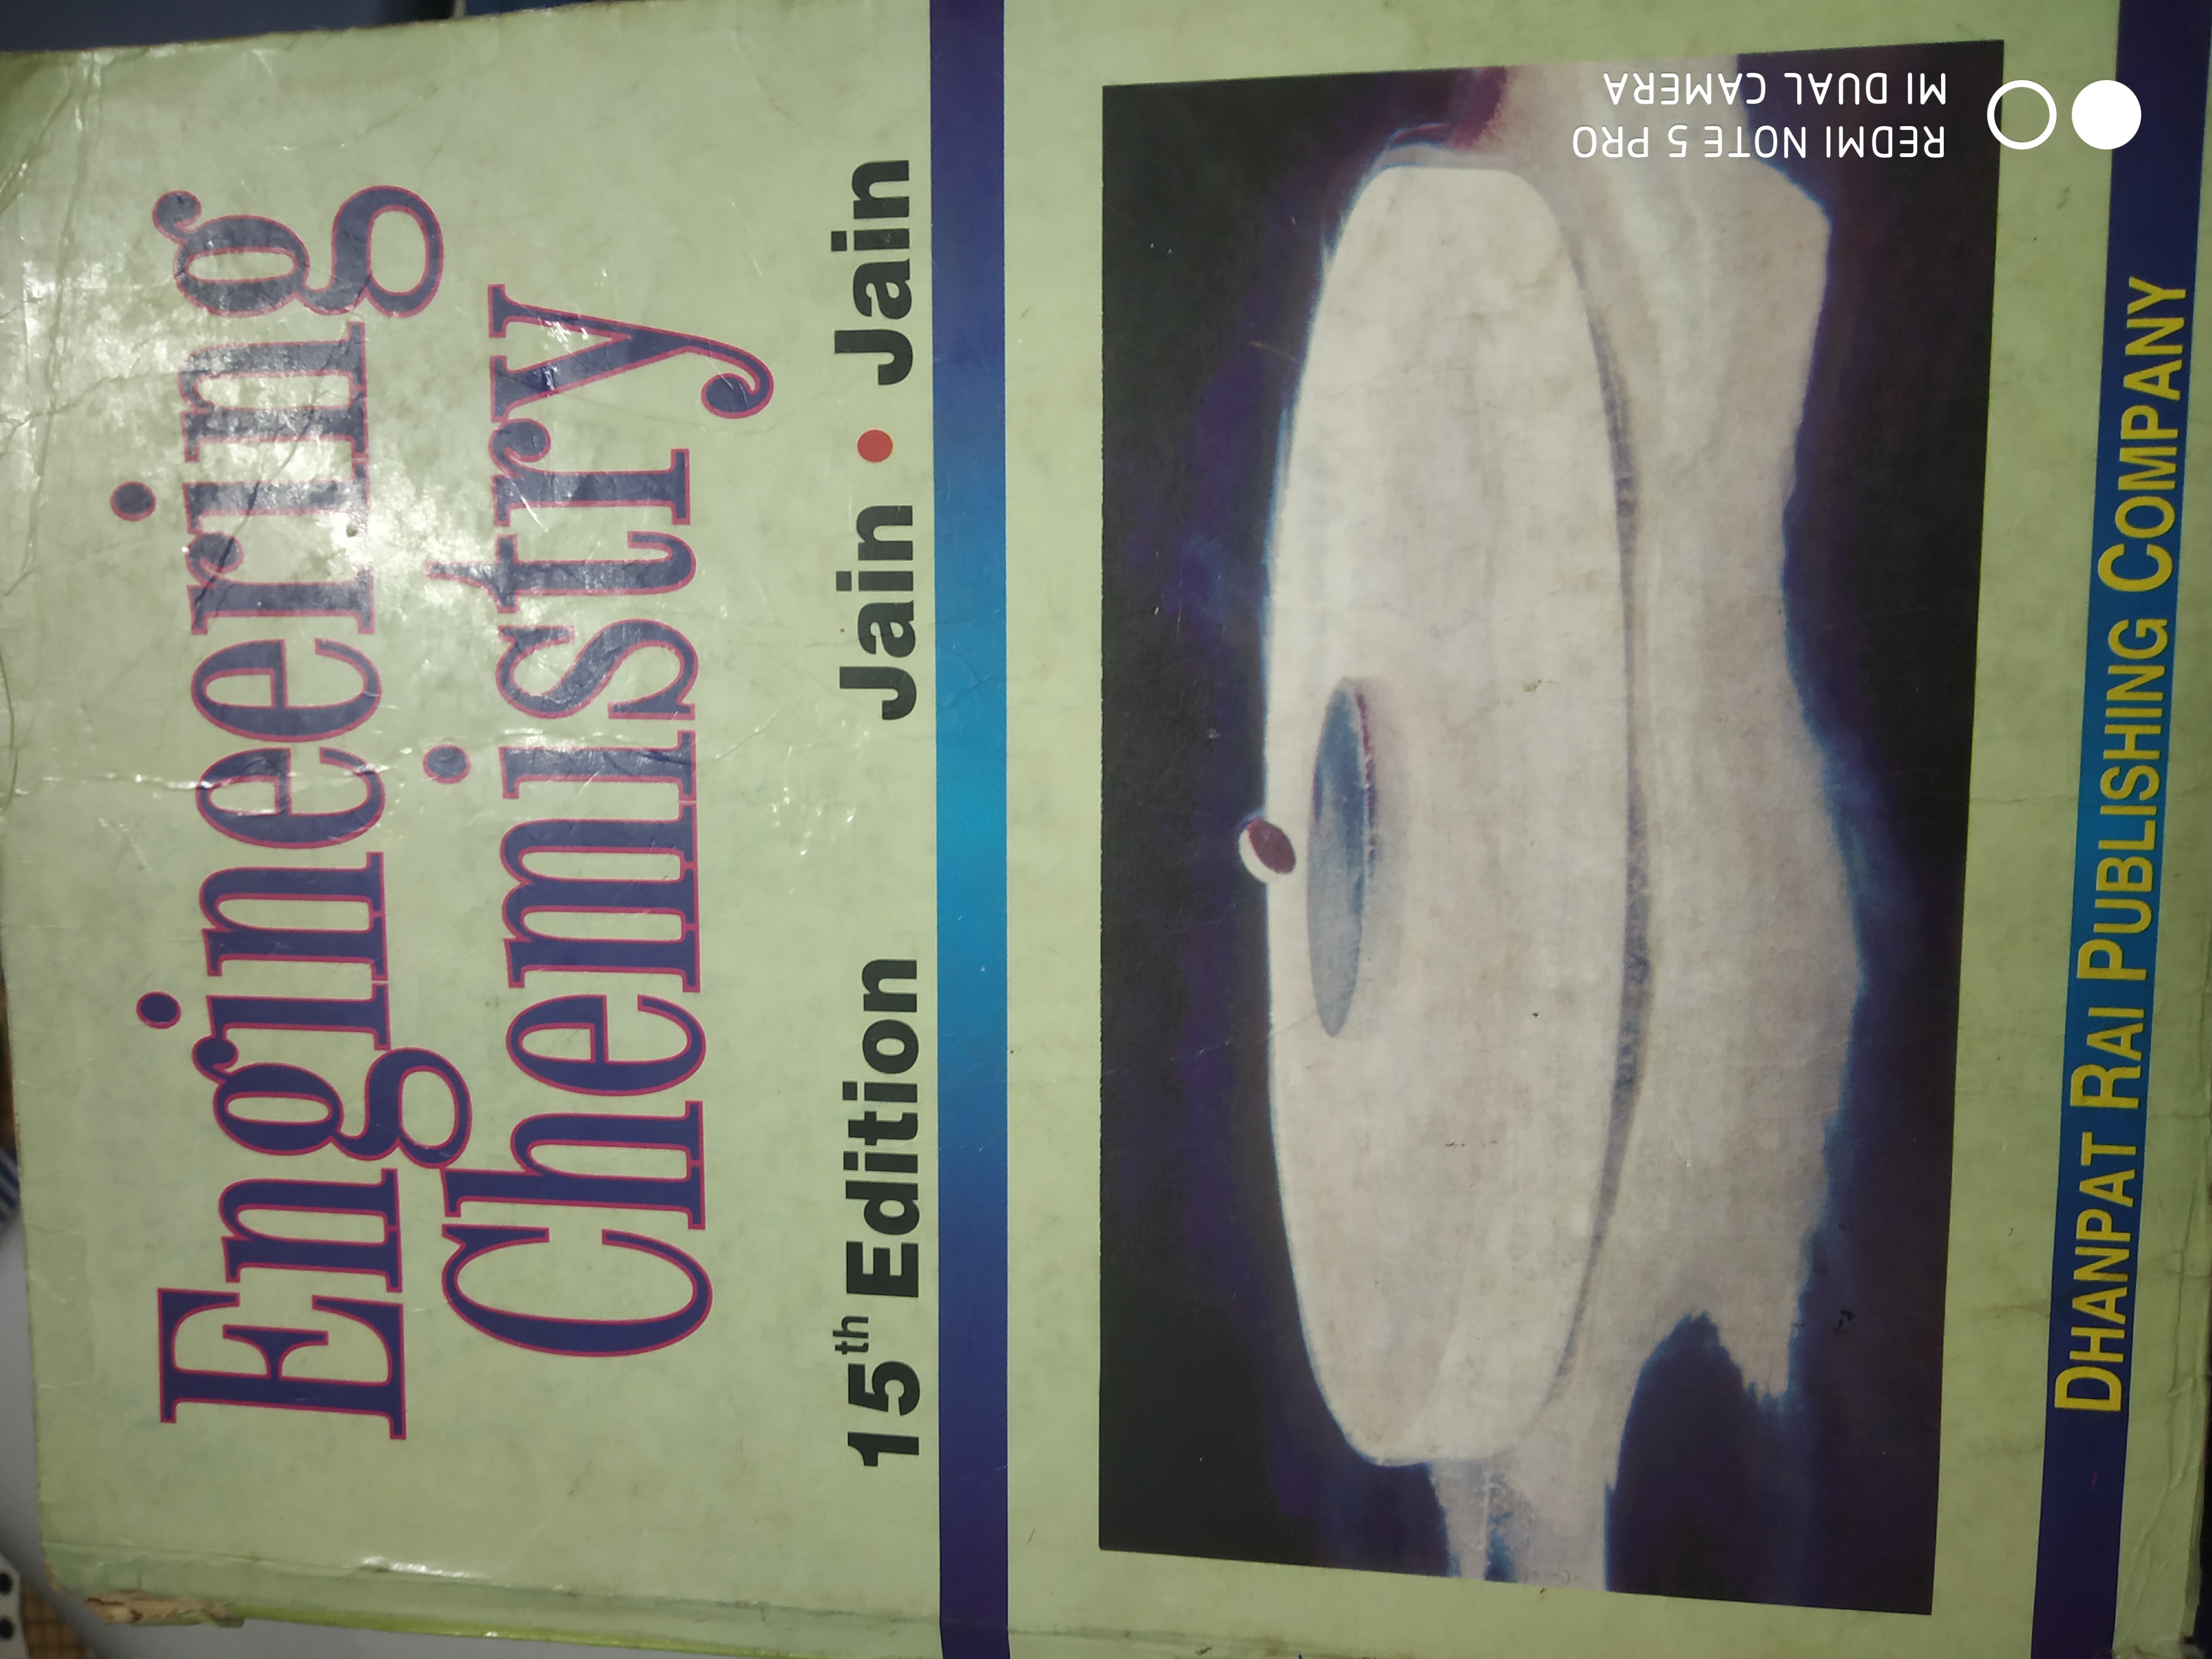 Engineering
Chemistry
15th Edition Jain • Jain
DHANPAT RAI PUBLISHING COMPANY
REDMI NOTE 5 PRO
MI DUAL CAMERA